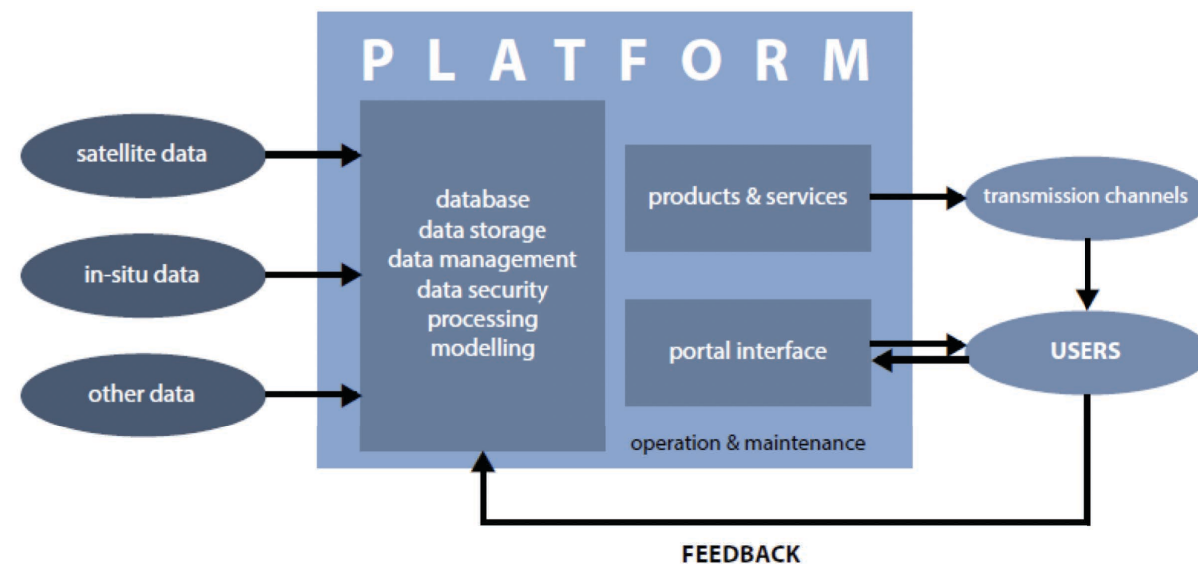 PLATFORM
satellite data
in-situ data
other data
database
data storage
data management
data security
processing
modelling
products & services
portal interface
operation & maintenance
transmission channels
USERS
FEEDBACK